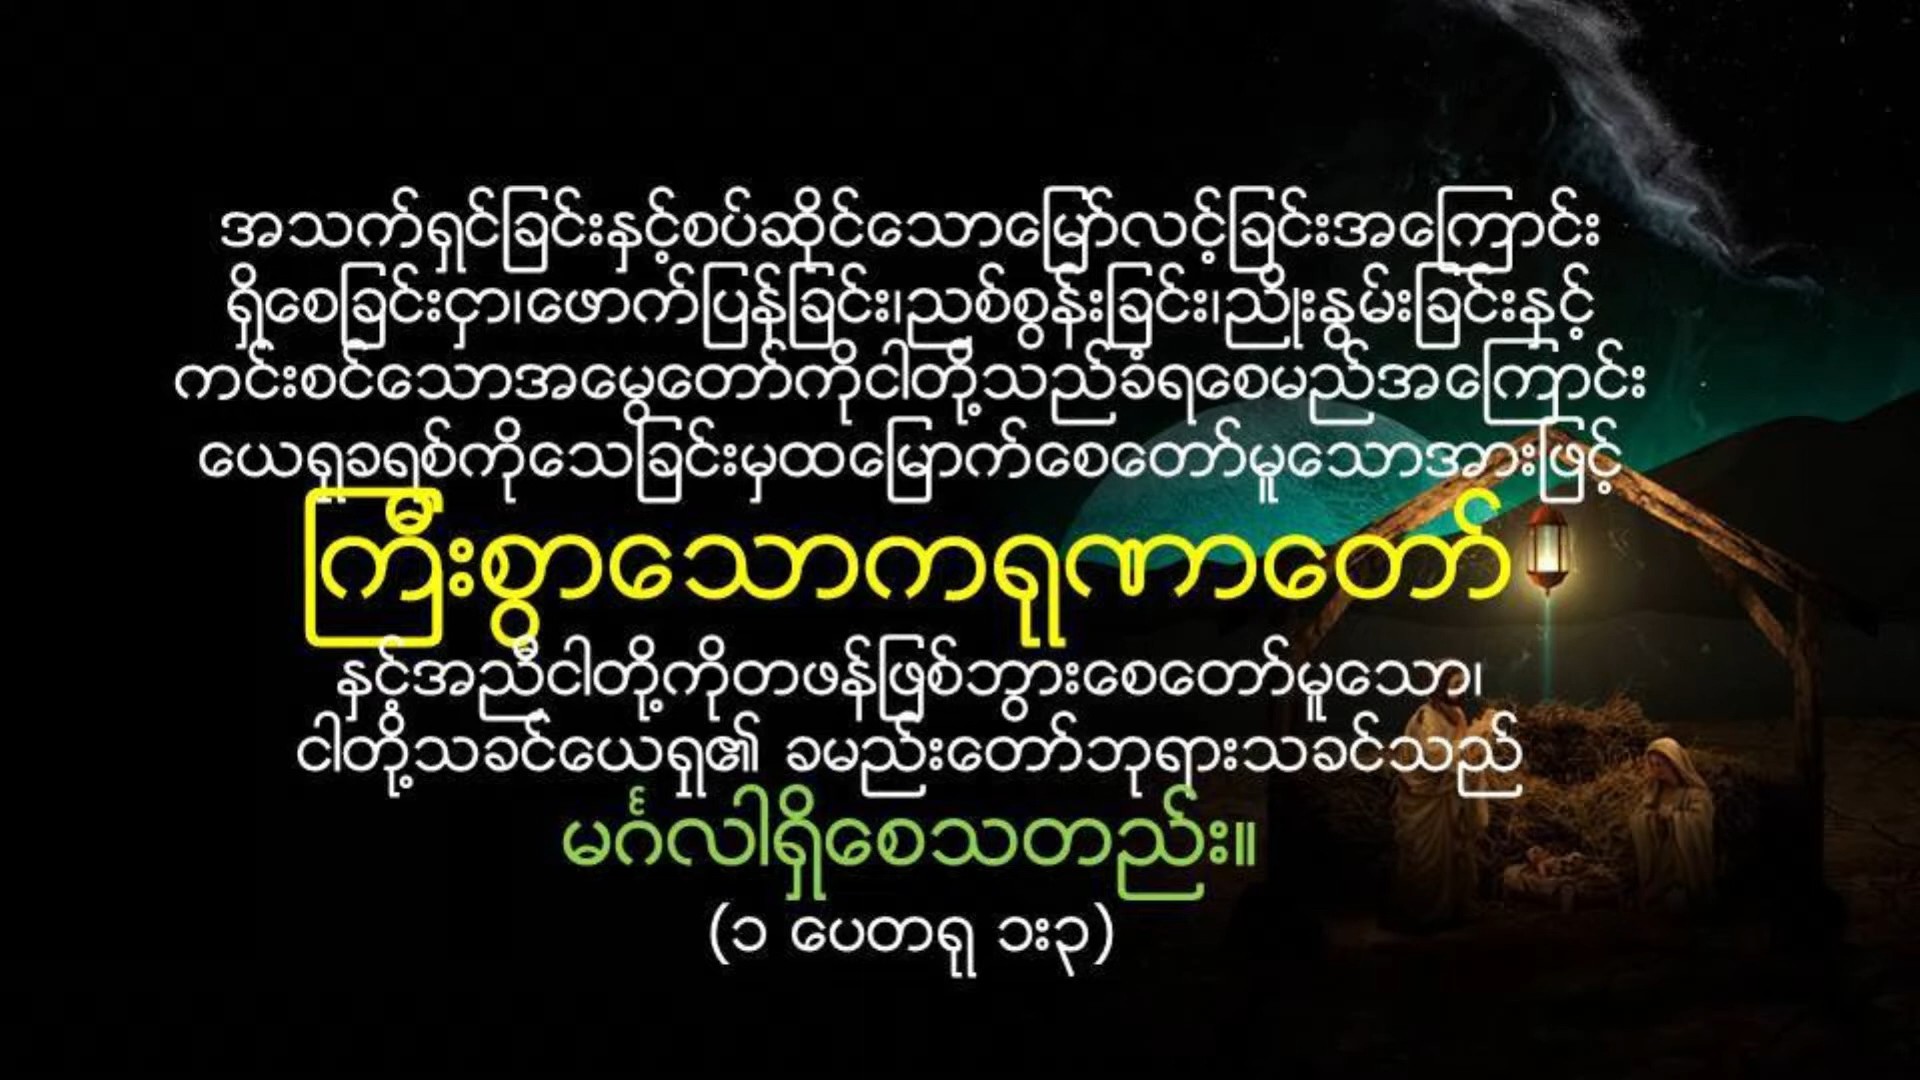 အသက်ရှင်ခြင်းနှင့်စပ်ဆိုင်သောမြော်လင့်ခြင်းအကြောင်း
ရှိစေခြင်းငှာ၊ဖောက်ပြန်ခြင်း၊ညစ်စွန်းခြင်း၊ညှိုးနွမ်းခြင်းနှင့်
ကင်းစင်သောအမွေတော်ကိုငါတို့သည်ခံရစေမည်အကြောင်း
ယေရှုခရစ်ကိုသေခြင်းမှထမြောက်စေတော်မူသောအားဖြင့်
ကြီးစွာသောကရုဏာတော်
နှင့်အညီငါတို့ကိုတဖန်ဖြစ်ဘွားစေတော်မူသော၊
ငါတို့သခင်ယေရှု၏ ခမည်းတော်ဘုရားသခင်သည်
မင်္ဂလါရှိစေသတည်း။
(၁ ပေတရု ၁း၃)